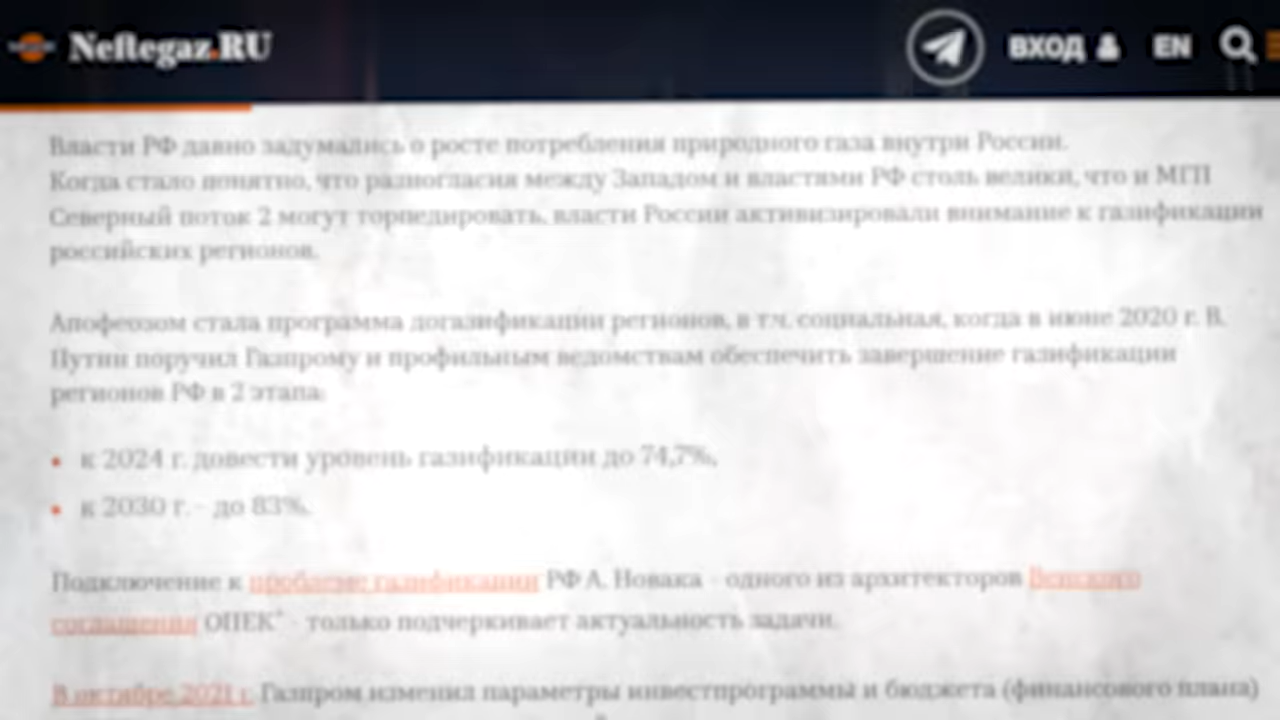 Neftegaz.RU
ВХОД
EN
Власти РФ давно задумались о росте потребления природного газа внутри России.
Когда стало понятно, что разногласия между Западом и властями РФ столь велики, что и МГП
Северный поток 2 могут торпедировать, власти России активизировали внимание к газификации
российских регионов.
Апофеозом стала программа догазификации регионов, в т.ч. социальная, когда в июне 2020 г. В.
Путин поручил Газпрому и профильным ведомствам обеспечить завершение газификации
регионов РФ в 2 этапа:
• к 2024 г. довести уровень газификации до 74,7%,
• к 2030 г. - до 83%.
Подключение к проблеме газификации РФ А. Новака - одного из архитекторов Венского
соглашения ОПЕК+ - только подчеркивает актуальность задачи.
В октябре 2021 г. Газпром изменил параметры инвестпрограммы и бюджета (финансового плана)